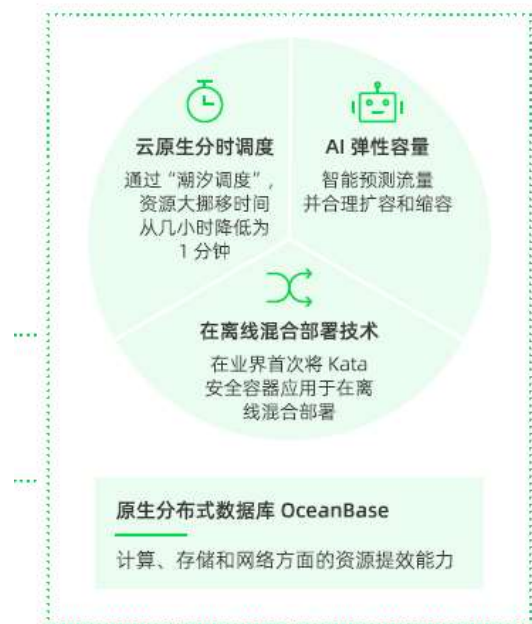 云原生分时调度
通过“潮汐调度”,
资源大挪移时间
从几小时降低为
1 分钟
AI 弹性容量
智能预测流量
并合理扩容和缩容
在离线混合部署技术
在业界首次将 Kata
安全容器应用于在离
线混合部署
原生分布式数据库 OceanBase
计算、存储和网络方面的资源提效能力